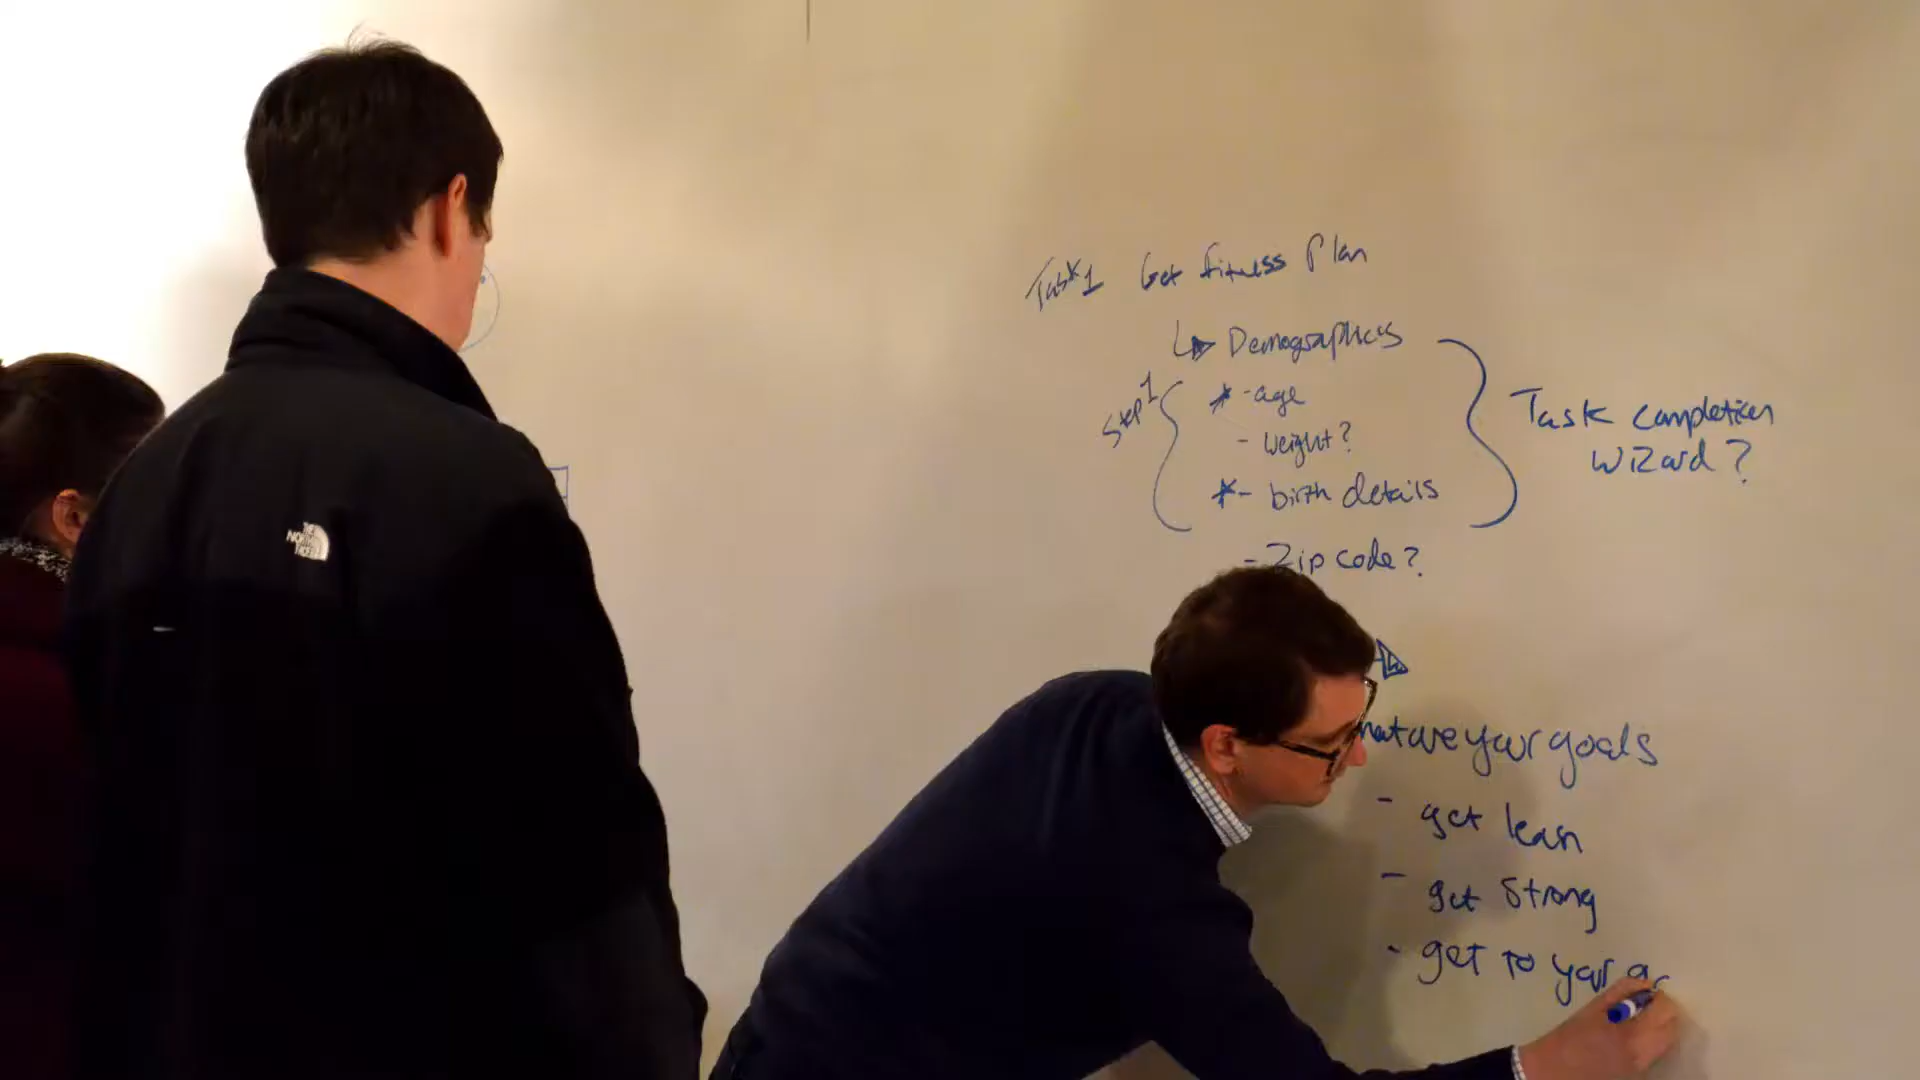 THE
NORTH
FACE
Task 1 Get fitness Plan
Demographics
Step 1
* - age
- weight?
* - birth details
- Zip code?
Task completion
wizard?
hat are your goals
- get lean
- get strong
- get to your go